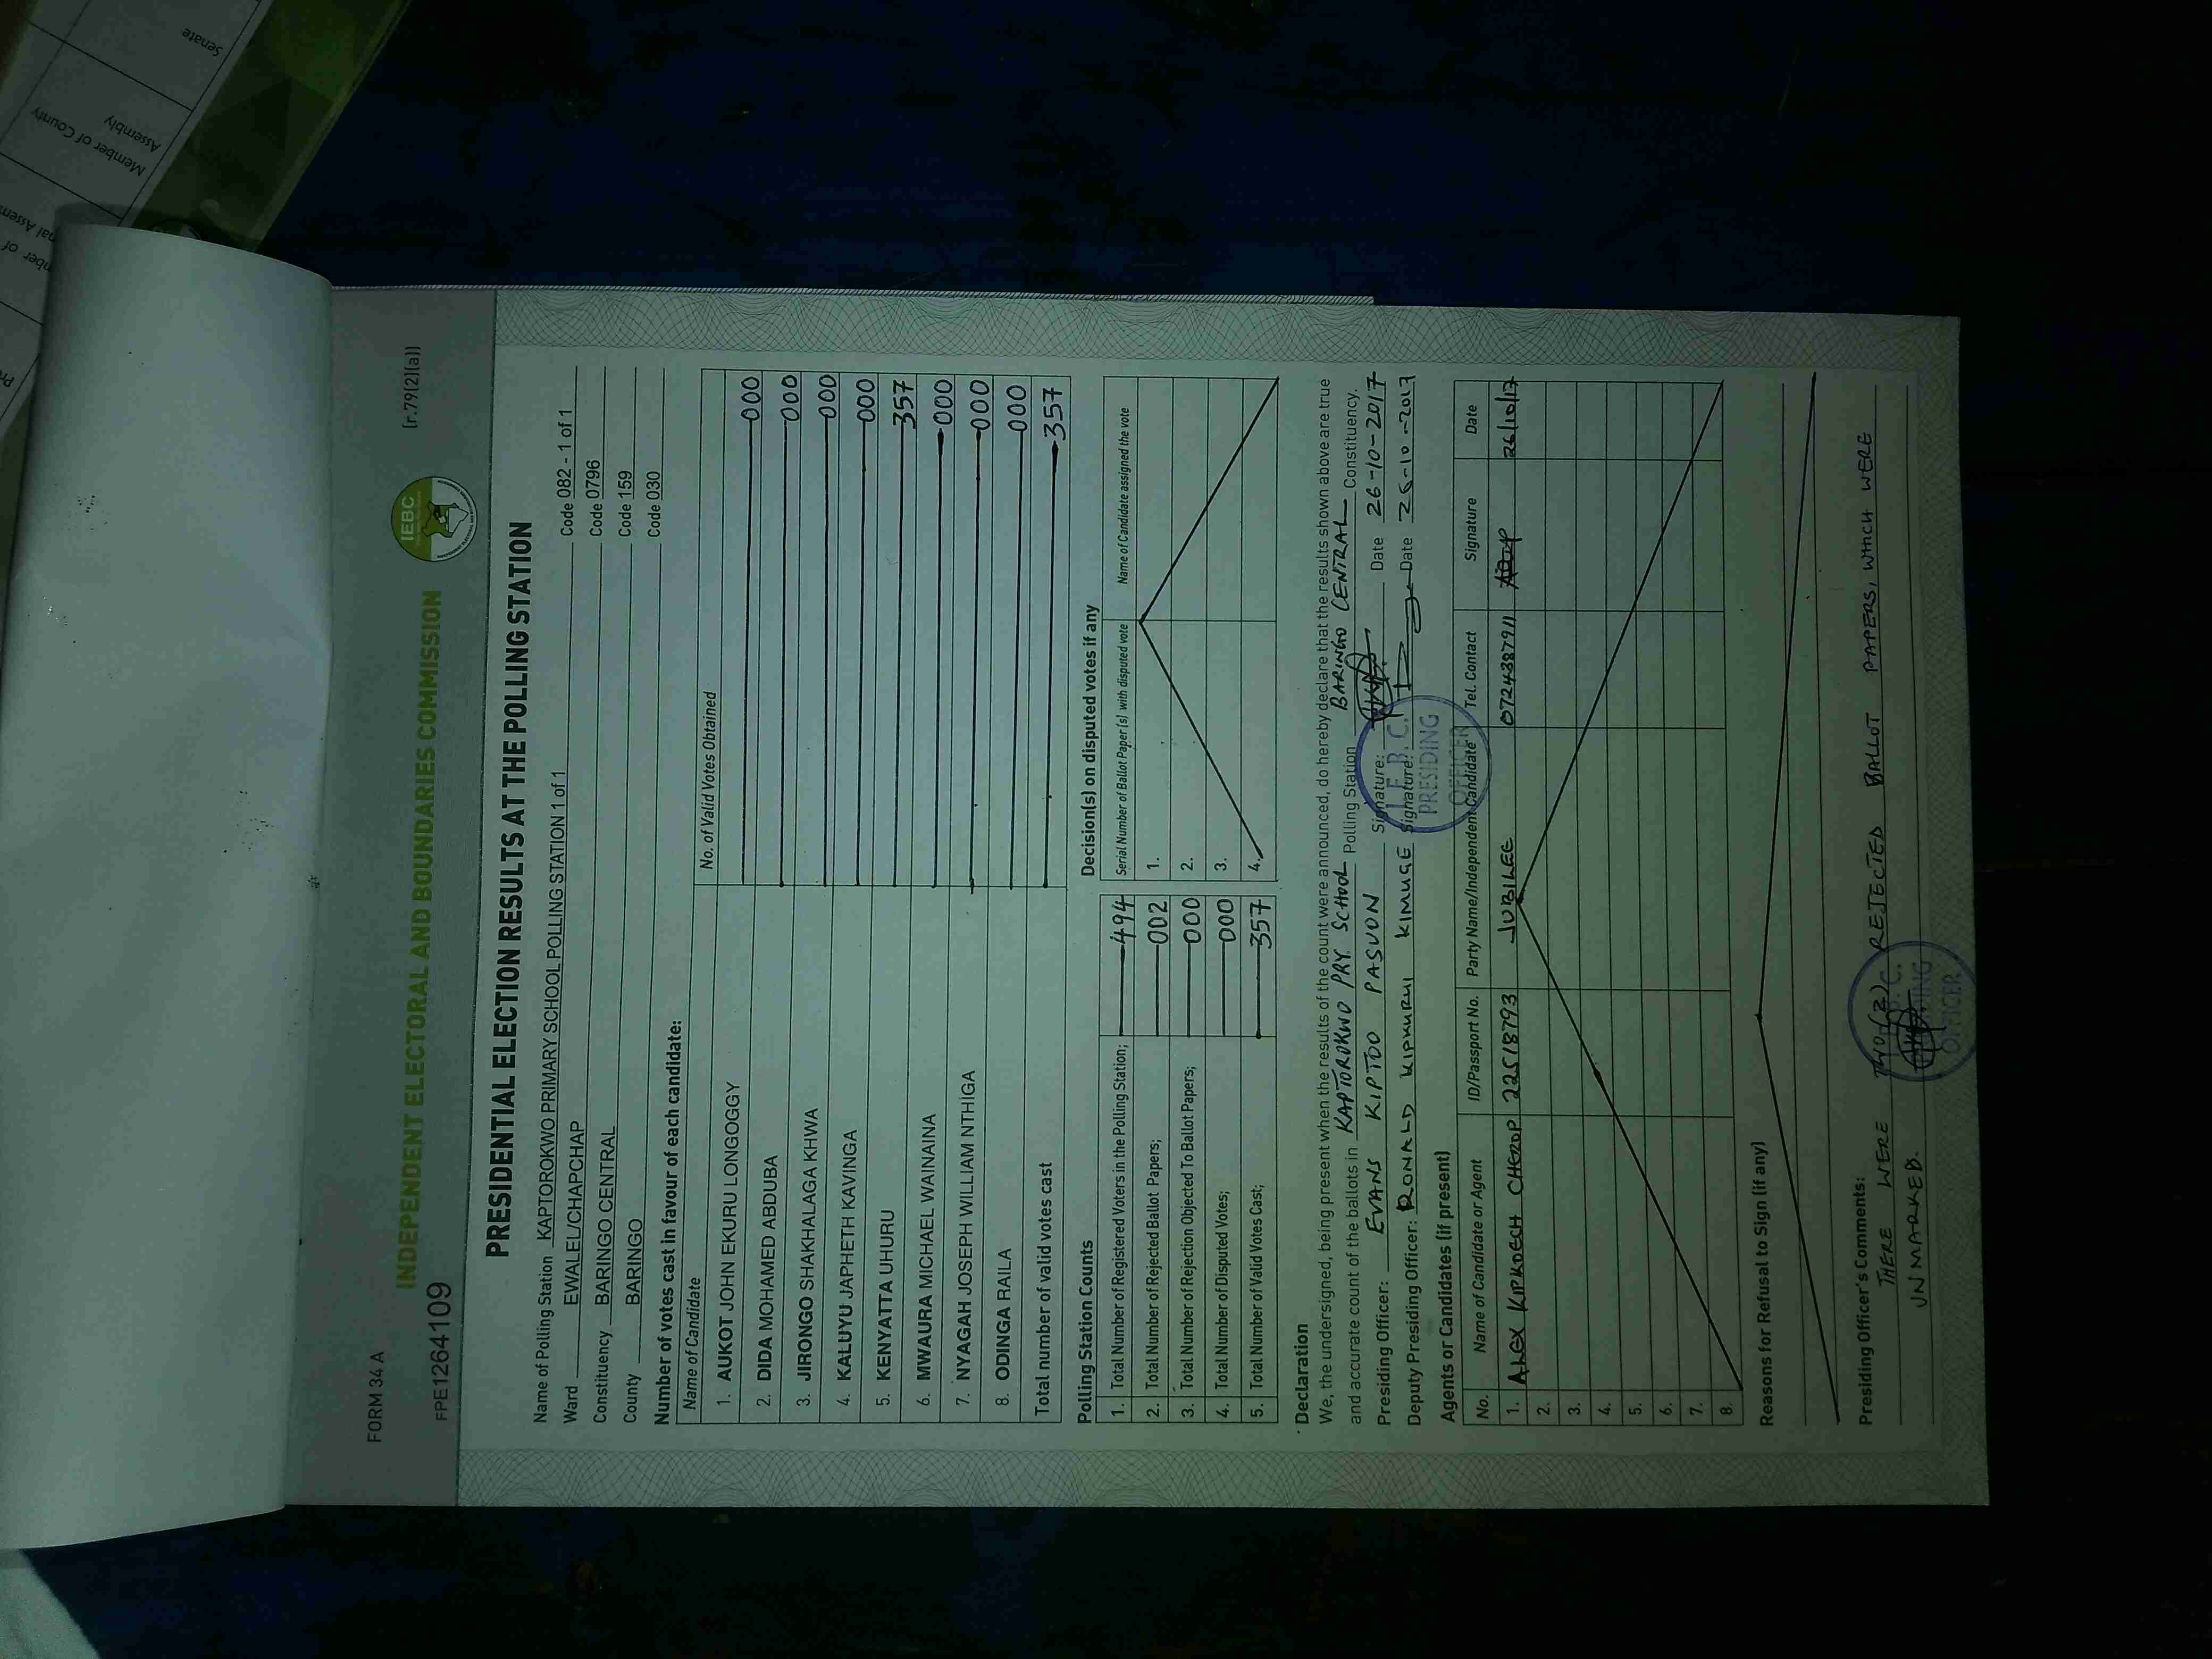 Senate
Member of County
Assembly
FORM 34 A
[r.79(2)(a)]
INDEPENDENT ELECTORAL AND BOUNDARIES COMMISSION
IEBC
FPE1264109
PRESIDENTIAL ELECTION RESULTS AT THE POLLING STATION
Name of Polling Station KAPTOROKWO PRIMARY SCHOOL POLLING STATION 1 of 1 Code 082 - 1 of 1
Ward EWALEL/CHAPCHAP Code 0796
Constituency BARINGO CENTRAL Code 159
County BARINGO Code 030
Number of votes cast in favour of each candidate:
Name of Candidate No. of Valid Votes Obtained
1. AUKOT JOHN EKURU LONGOGGY 000
2. DIDA MOHAMED ABDUBA 000
3. JIRONGO SHAKHALAGA KHWA 000
4. KALUYU JAPHETH KAVINGA 000
5. KENYATTA UHURU 357
6. MWAURA MICHAEL WAINAINA 000
7. NYAGAH JOSEPH WILLIAM NTHIGA 000
8. ODINGA RAILA 000
Total number of valid votes cast 357
Polling Station Counts
1. Total Number of Registered Voters in the Polling Station; 494
2. Total Number of Rejected Ballot Papers; 002
3. Total Number of Rejection Objected To Ballot Papers; 000
4. Total Number of Disputed Votes; 000
5. Total Number of Valid Votes Cast; 357
Decision(s) on disputed votes if any
Serial Number of Ballot Paper(s) with disputed vote Name of Candidate assigned the vote
1.
2.
3.
4.
Declaration
We, the undersigned, being present when the results of the count were announced, do hereby declare that the results shown above are true
and accurate count of the ballots in KAPTOROKWO PRY. SCHOOL Polling Station BARINGO CENTRAL Constituency.
Presiding Officer: EVANS KIPTOO PASUON Signature: Date 26-10-2017
Deputy Presiding Officer: RONALD KIPKURUI KIMUGE Signature: Date 26-10-2017
I.E.B.C.
PRESIDING
OFFICER
Agents or Candidates (if present)
No. Name of Candidate or Agent ID/Passport No. Party Name/Independent Candidate Tel. Contact Signature Date
1. ALEX KIPKOECH CHEROP 22518793 JUBILEE 0724387911 26/10/17
2.
3.
4.
5.
6.
7.
8.
Reasons for Refusal to Sign (if any)
Presiding Officer's Comments:
THERE WERE TWO (2) REJECTED BALLOT PAPERS, WHICH WERE
UNMARKED.
OFFICER